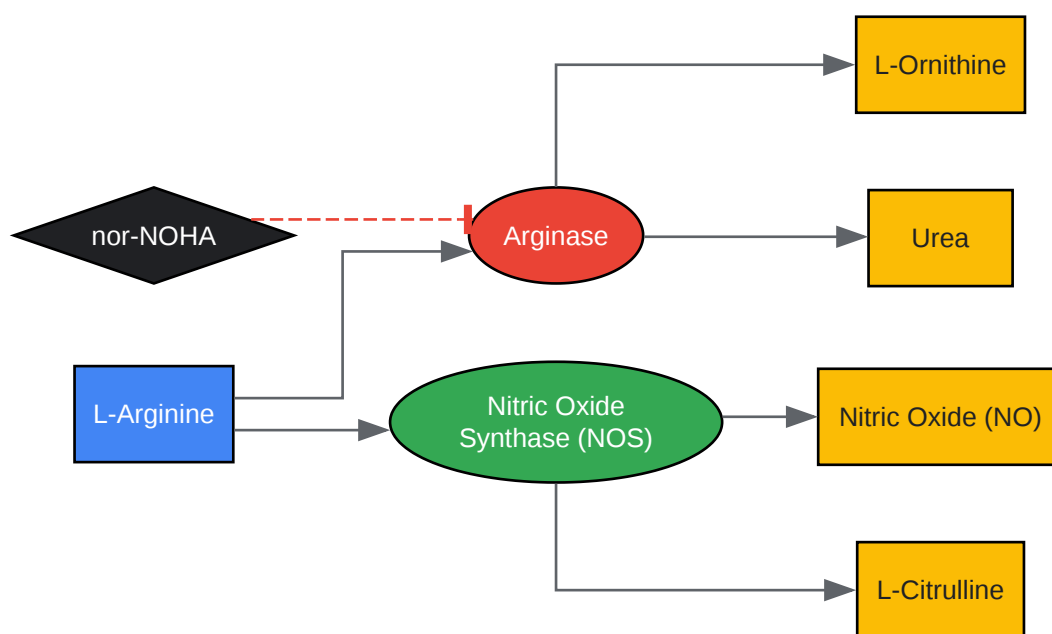 L-Ornithine
nor-NOHA
Arginase
Urea
L-Arginine
Nitric Oxide
Synthase (NOS)
Nitric Oxide (NO)
L-Citrulline